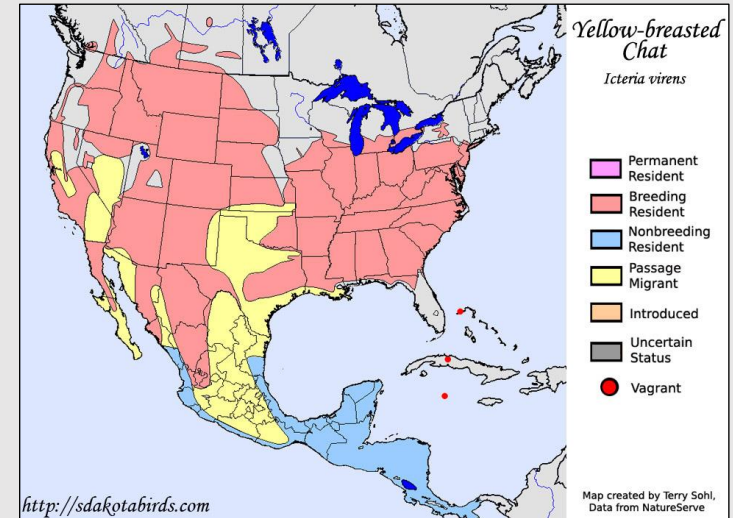 Yellow-breasted
Chat
Icteria virens
Permanent
Resident
Breeding
Resident
Nonbreeding
Resident
Passage
Migrant
Introduced
Uncertain
Status
Vagrant
Map created by Terry Sohl,
Data from NatureServe
http://sdakotabirds.com